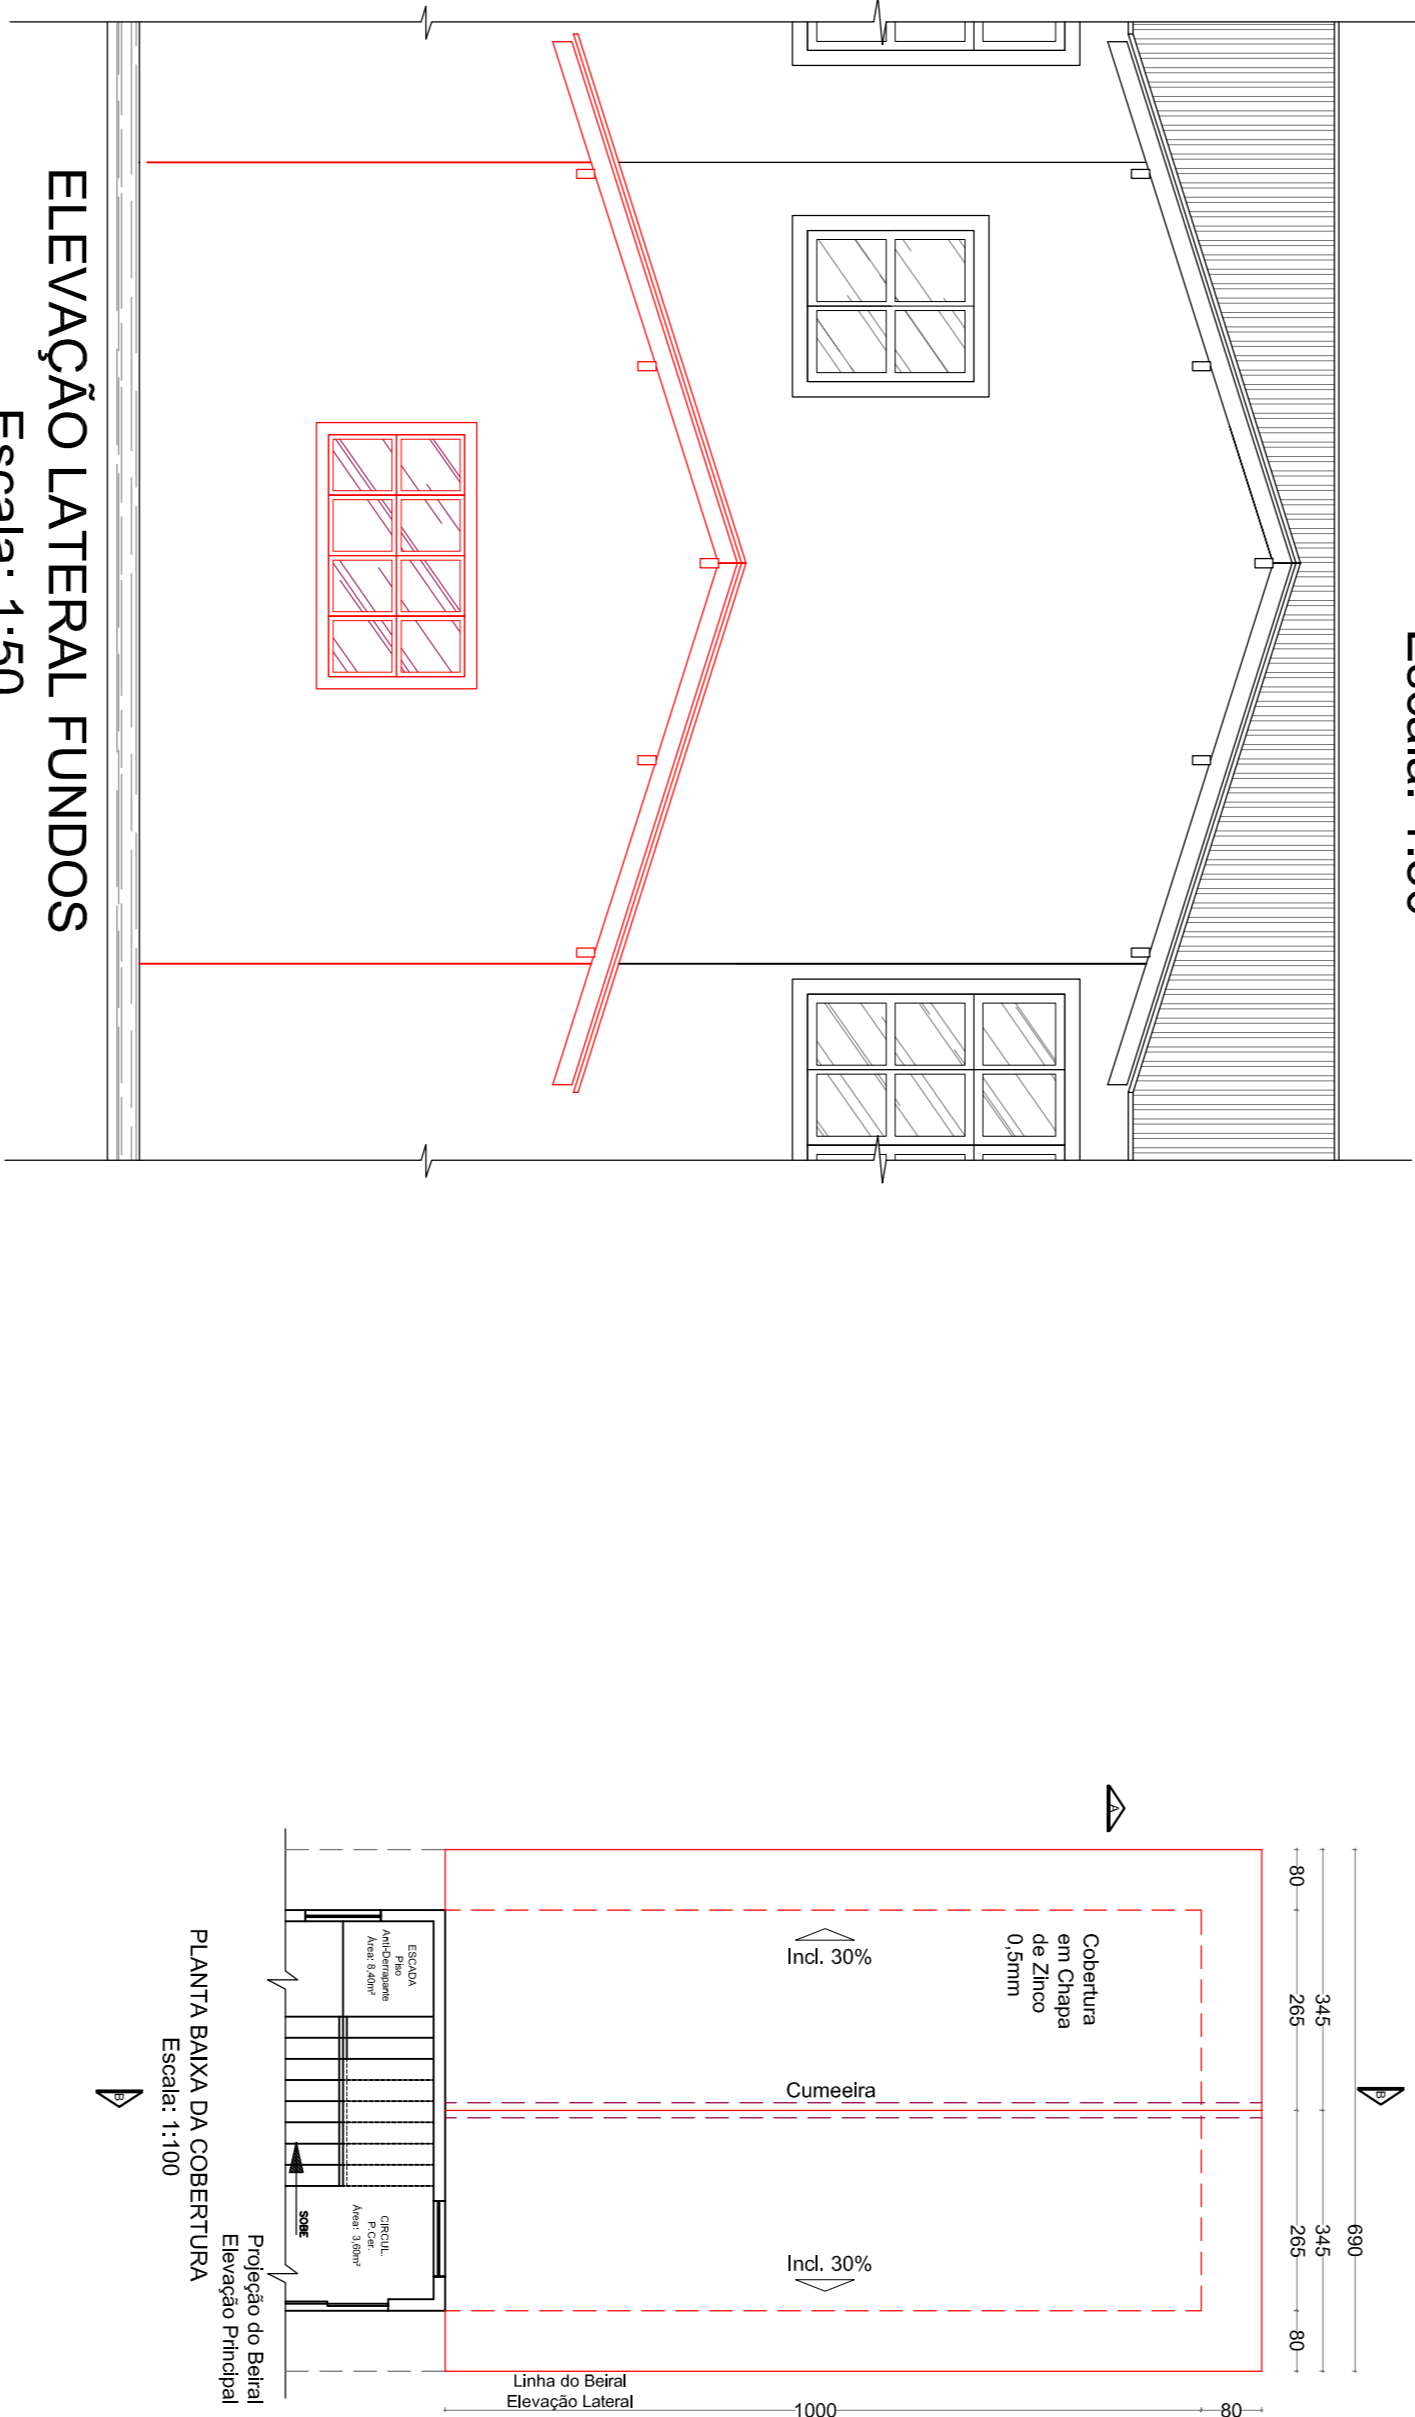 Escala: 1:50
ELEVAÇÃO LATERAL FUNDOS
Escala: 1:50
A
B
B
690
345
345
80
265
265
80
Cobertura
em Chapa
de Zinco
0,5mm
Incl. 30%
Cumeeira
Incl. 30%
ESCADA
Piso
Anti-Derrapante
Área: 8,40m²
CIRCUL.
P.Cer.
Área: 3,60m²
SOBE
Projeção do Beiral
Elevação Principal
Linha do Beiral
Elevação Lateral
1000
80
PLANTA BAIXA DA COBERTURA
Escala: 1:100